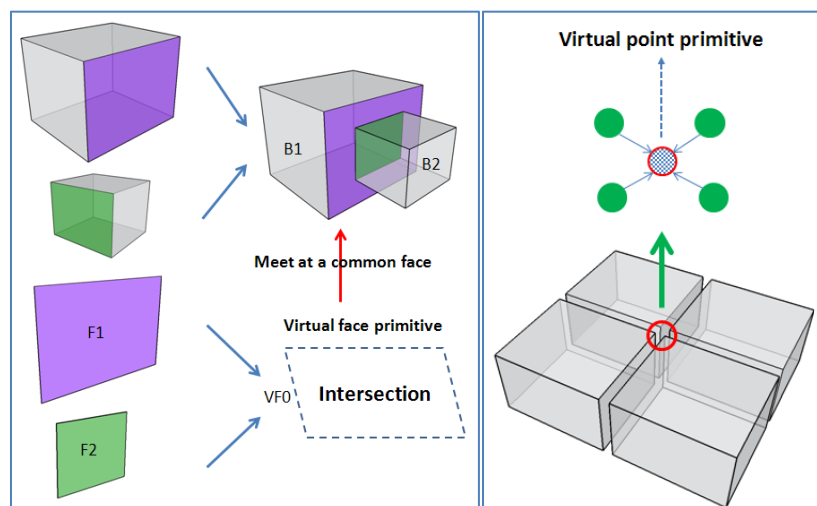 B1
B2
Meet at a common face
F1
Virtual face primitive
VF0
Intersection
F2
Virtual point primitive